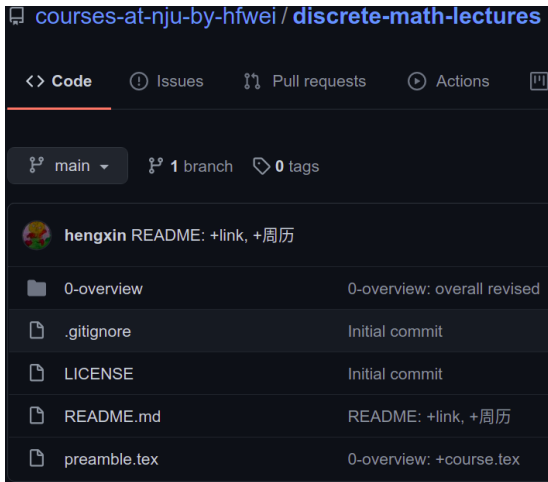 courses-at-nju-by-hfwei / discrete-math-lectures
<> Code Issues Pull requests Actions
main 1 branch 0 tags
hengxin README: +link, +周历
0-overview 0-overview: overall revised
.gitignore Initial commit
LICENSE Initial commit
README.md README: +link, +周历
preamble.tex 0-overview: +course.tex